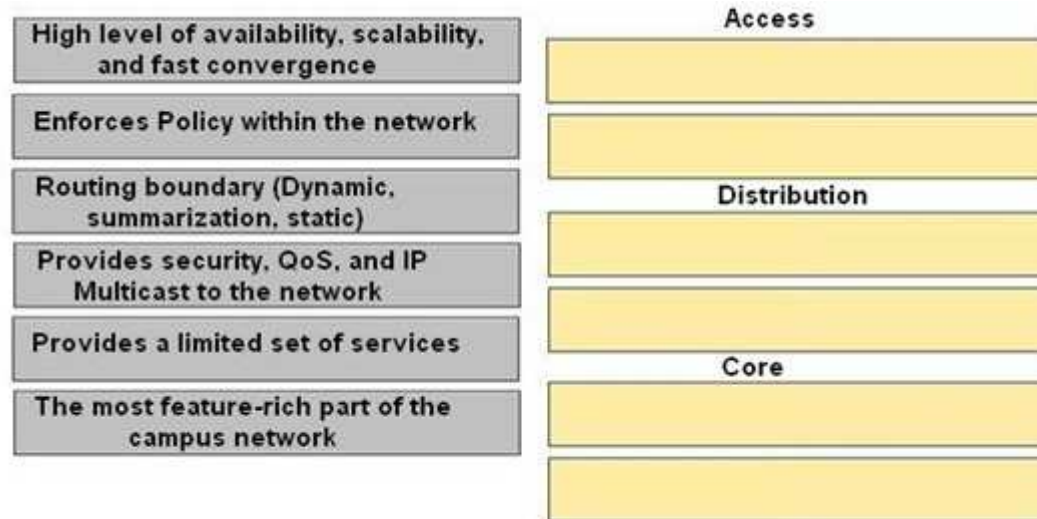 High level of availability, scalability,
and fast convergence
Enforces Policy within the network
Routing boundary (Dynamic,
summarization, static)
Provides security, QoS, and IP
Multicast to the network
Provides a limited set of services
The most feature-rich part of the
campus network
Access
Distribution
Core